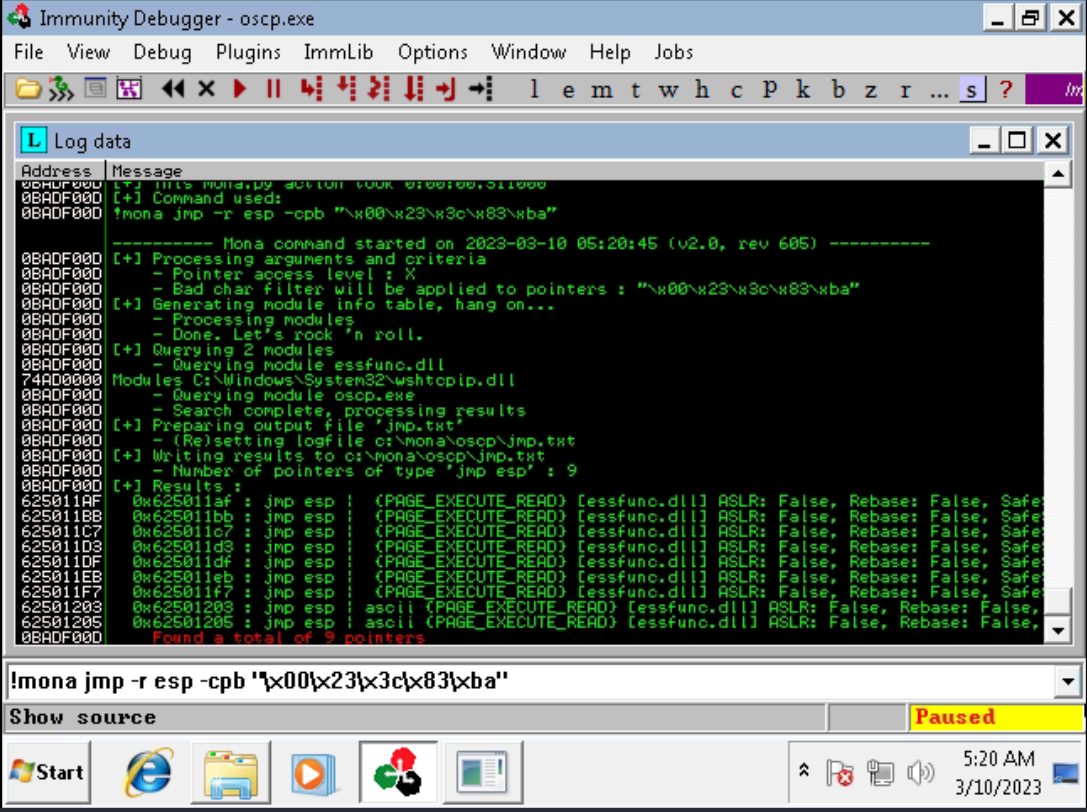 Immunity Debugger - oscp.exe
File View Debug Plugins ImmLib Options Window Help Jobs
l e m t w h c P k b z r ... s ?
L Log data
Address Message
0BADF00D [+] This mona.py action took 0:00:00.311000
0BADF00D [+] Command used:
0BADF00D !mona jmp -r esp -cpb "\x00\x23\x3c\x83\xba"
---------- Mona command started on 2023-03-10 05:20:45 (v2.0, rev 605) ----------
0BADF00D [+] Processing arguments and criteria
0BADF00D - Pointer access level : X
0BADF00D - Bad char filter will be applied to pointers : "\x00\x23\x3c\x83\xba"
0BADF00D [+] Generating module info table, hang on...
0BADF00D - Processing modules
0BADF00D - Done. Let's rock 'n roll.
0BADF00D [+] Querying 2 modules
0BADF00D - Querying module essfunc.dll
74AD0000 Modules C:\Windows\System32\wshtcpip.dll
0BADF00D - Querying module oscp.exe
0BADF00D - Search complete, processing results
0BADF00D [+] Preparing output file 'jmp.txt'
0BADF00D - (Re)setting logfile c:\mona\oscp\jmp.txt
0BADF00D [+] Writing results to c:\mona\oscp\jmp.txt
0BADF00D - Number of pointers of type 'jmp esp' : 9
0BADF00D [+] Results :
625011AF 0x625011af : jmp esp | {PAGE_EXECUTE_READ} [essfunc.dll] ASLR: False, Rebase: False, Safe
625011BB 0x625011bb : jmp esp | {PAGE_EXECUTE_READ} [essfunc.dll] ASLR: False, Rebase: False, Safe
625011C7 0x625011c7 : jmp esp | {PAGE_EXECUTE_READ} [essfunc.dll] ASLR: False, Rebase: False, Safe
625011D3 0x625011d3 : jmp esp | {PAGE_EXECUTE_READ} [essfunc.dll] ASLR: False, Rebase: False, Safe
625011DF 0x625011df : jmp esp | {PAGE_EXECUTE_READ} [essfunc.dll] ASLR: False, Rebase: False, Safe
625011EB 0x625011eb : jmp esp | {PAGE_EXECUTE_READ} [essfunc.dll] ASLR: False, Rebase: False, Safe
625011F7 0x625011f7 : jmp esp | {PAGE_EXECUTE_READ} [essfunc.dll] ASLR: False, Rebase: False, Safe
62501203 0x62501203 : jmp esp | ascii {PAGE_EXECUTE_READ} [essfunc.dll] ASLR: False, Rebase: False,
62501205 0x62501205 : jmp esp | ascii {PAGE_EXECUTE_READ} [essfunc.dll] ASLR: False, Rebase: False,
0BADF00D Found a total of 9 pointers
!mona jmp -r esp -cpb "\x00\x23\x3c\x83\xba"
Show source Paused
Start 5:20 AM
3/10/2023